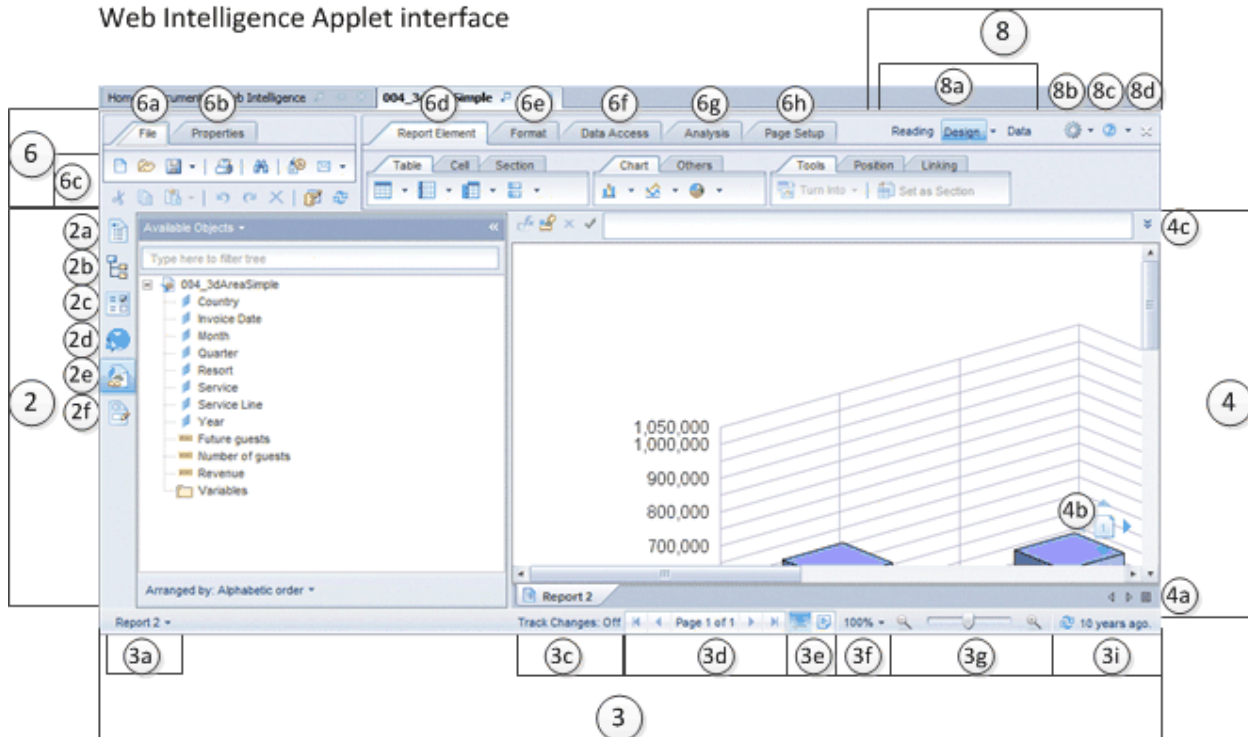 Web Intelligence Applet interface
8
8a
8b 8c 8d
6a 6b 6d 6e 6f 6g 6h
Web Intelligence 004_3dAreaSimple
6
File Properties Report Element Format Data Access Analysis Page Setup Reading Design Data
Table Cell Section Chart Others Tools Position Linking
6c
Turn Into Set as Section
2a
Available Objects
4c
2b
Type here to filter tree
004_3dAreaSimple
2c
Country
Invoice Date
2d
Month
Quarter
2e
Resort
Service
2
2f
Service Line
4
Year
Future guests
Number of guests
Revenue
Variables
1,050,000
1,000,000
900,000
800,000
700,000
4b
1
Arranged by: Alphabetic order
Report 2
4a
Report 2 Track Changes: Off Page 1 of 1 100% 10 years ago.
3a 3c 3d 3e 3f 3g 3i
3